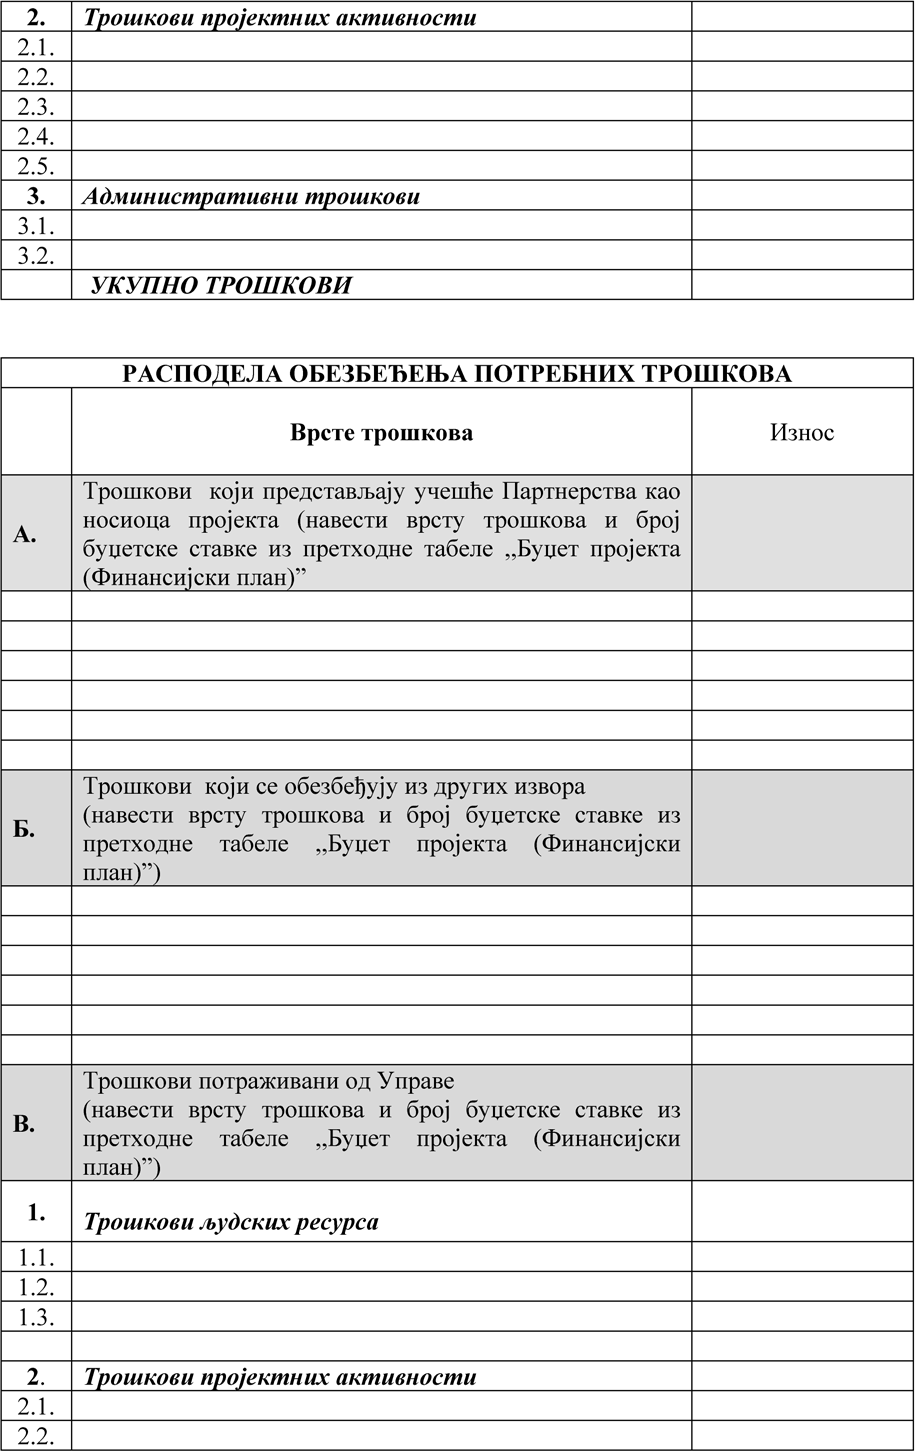 2. Трошкови пројектних активности
2.1.
2.2.
2.3.
2.4.
2.5.
3. Административни трошкови
3.1.
3.2.
УКУПНО ТРОШКОВИ
РАСПОДЕЛА ОБЕЗБЕЂЕЊА ПОТРЕБНИХ ТРОШКОВА
Врсте трошкова Износ
Трошкови који представљају учешће Партнерства као
носиоца пројекта (навести врсту трошкова и број
А.
буџетске ставке из претходне табеле ,,Буџет пројекта
(Финансијски план)”
Трошкови који се обезбеђују из других извора
(навести врсту трошкова и број буџетске ставке из
Б.
претходне табеле ,,Буџет пројекта (Финансијски
план)”)
Трошкови потраживани од Управе
(навести врсту трошкова и број буџетске ставке из
В.
претходне табеле ,,Буџет пројекта (Финансијски
план)”)
1. Трошкови људских ресурса
1.1.
1.2.
1.3.
2. Трошкови пројектних активности
2.1.
2.2.